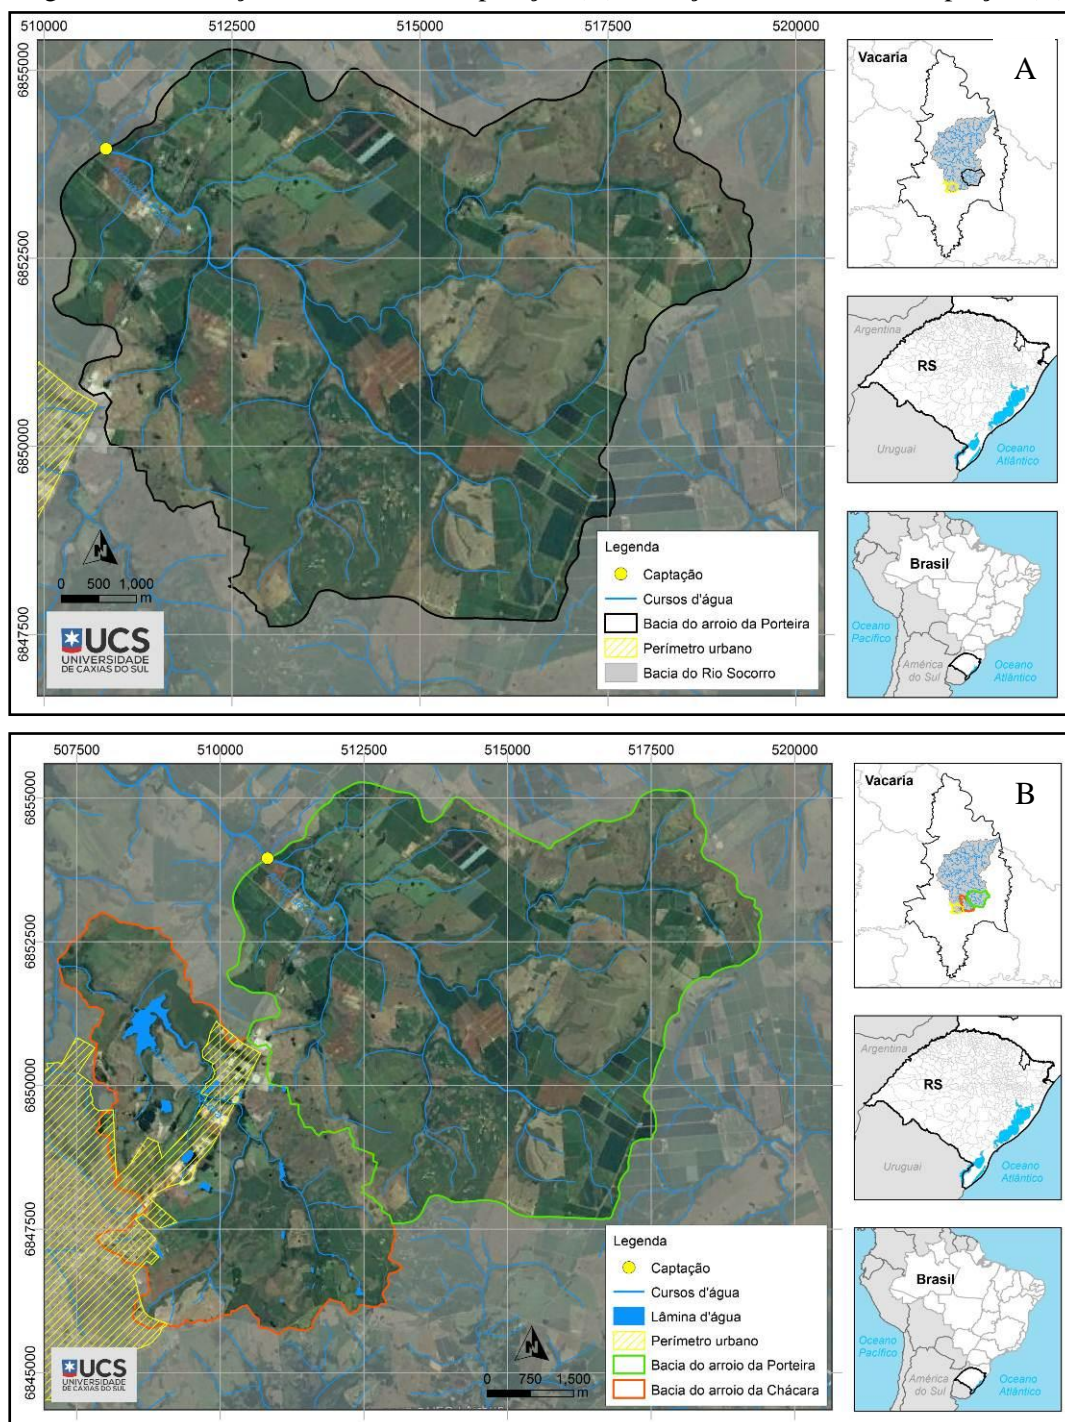 510000 512500 515000 517500 520000
6855000
6852500
6850000
6847500
N
0 500 1,000
m
UCS
UNIVERSIDADE
DE CAXIAS DO SUL
Legenda
Captação
Cursos d'água
Bacia do arroio da Porteira
Perímetro urbano
Bacia do Rio Socorro
Vacaria
A
Argentina
RS
Uruguai
Oceano
Atlântico
Brasil
Oceano
Pacífico
América
do Sul
Oceano
Atlântico
507500 510000 512500 515000 517500 520000
6855000
6852500
6850000
6847500
6845000
UCS
UNIVERSIDADE
DE CAXIAS DO SUL
N
0 750 1,500
m
Legenda
Captação
Cursos d'água
Lâmina d'água
Perímetro urbano
Bacia do arroio da Porteira
Bacia do arroio da Chácara
Vacaria
B
Argentina
RS
Uruguai
Oceano
Atlântico
Brasil
Oceano
Pacífico
América
do Sul
Oceano
Atlântico